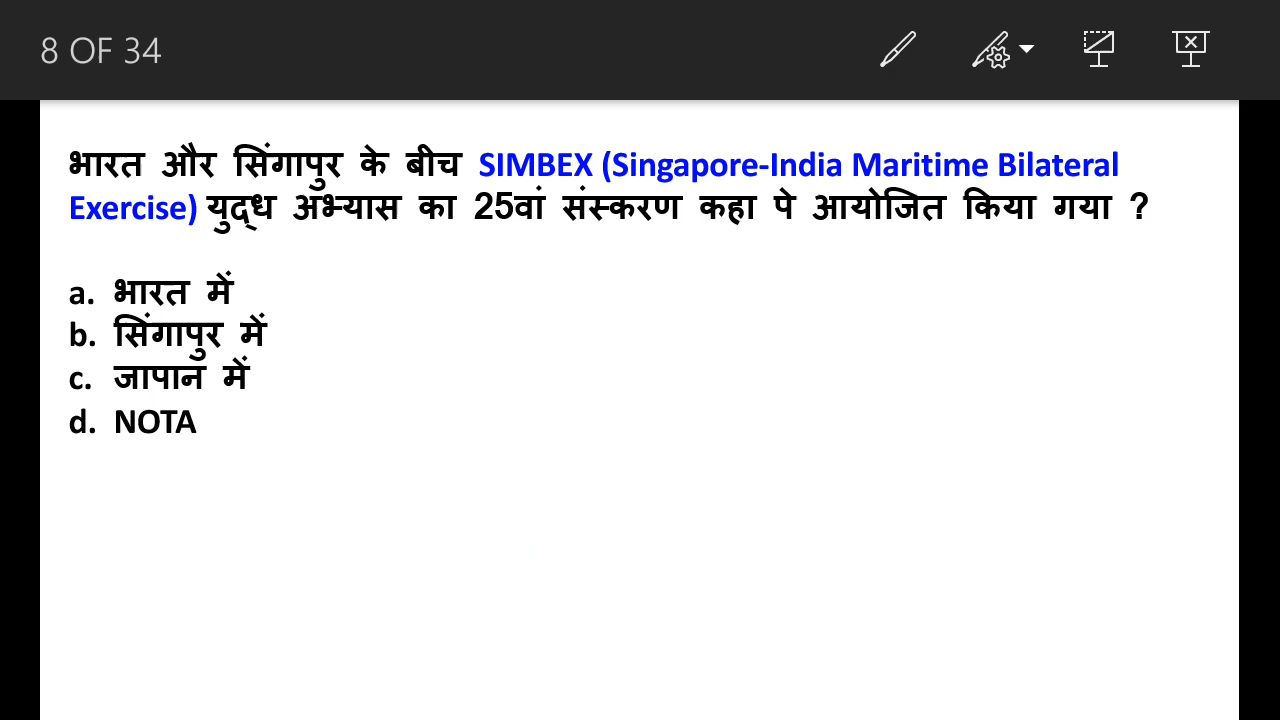 8 OF 34
भारत और सिंगापुर के बीच SIMBEX (Singapore-India Maritime Bilateral
Exercise) युद्ध अभ्यास का 25वां संस्करण कहा पे आयोजित किया गया ?
a. भारत में
b. सिंगापुर में
c. जापान में
d. NOTA